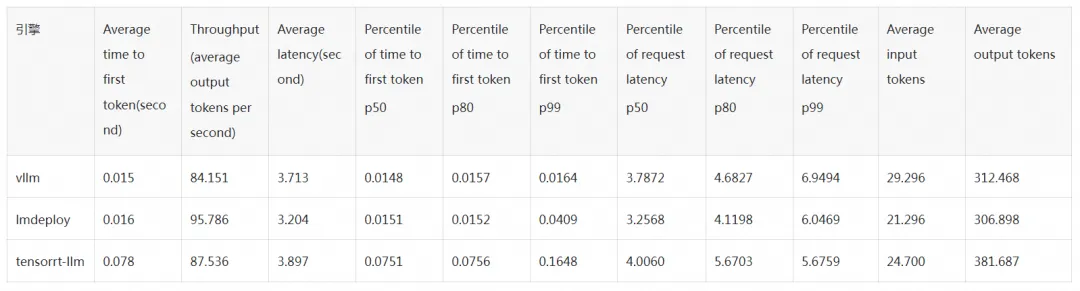 引擎 Average time to first token(second) Throughput (average output tokens per second) Average latency(second) Percentile of time to first token p50 Percentile of time to first token p80 Percentile of time to first token p99 Percentile of request latency p50 Percentile of request latency p80 Percentile of request latency p99 Average input tokens Average output tokens
vllm 0.015 84.151 3.713 0.0148 0.0157 0.0164 3.7872 4.6827 6.9494 29.296 312.468
lmdeploy 0.016 95.786 3.204 0.0151 0.0152 0.0409 3.2568 4.1198 6.0469 21.296 306.898
tensorrt-llm 0.078 87.536 3.897 0.0751 0.0756 0.1648 4.0060 5.6703 5.6759 24.700 381.687